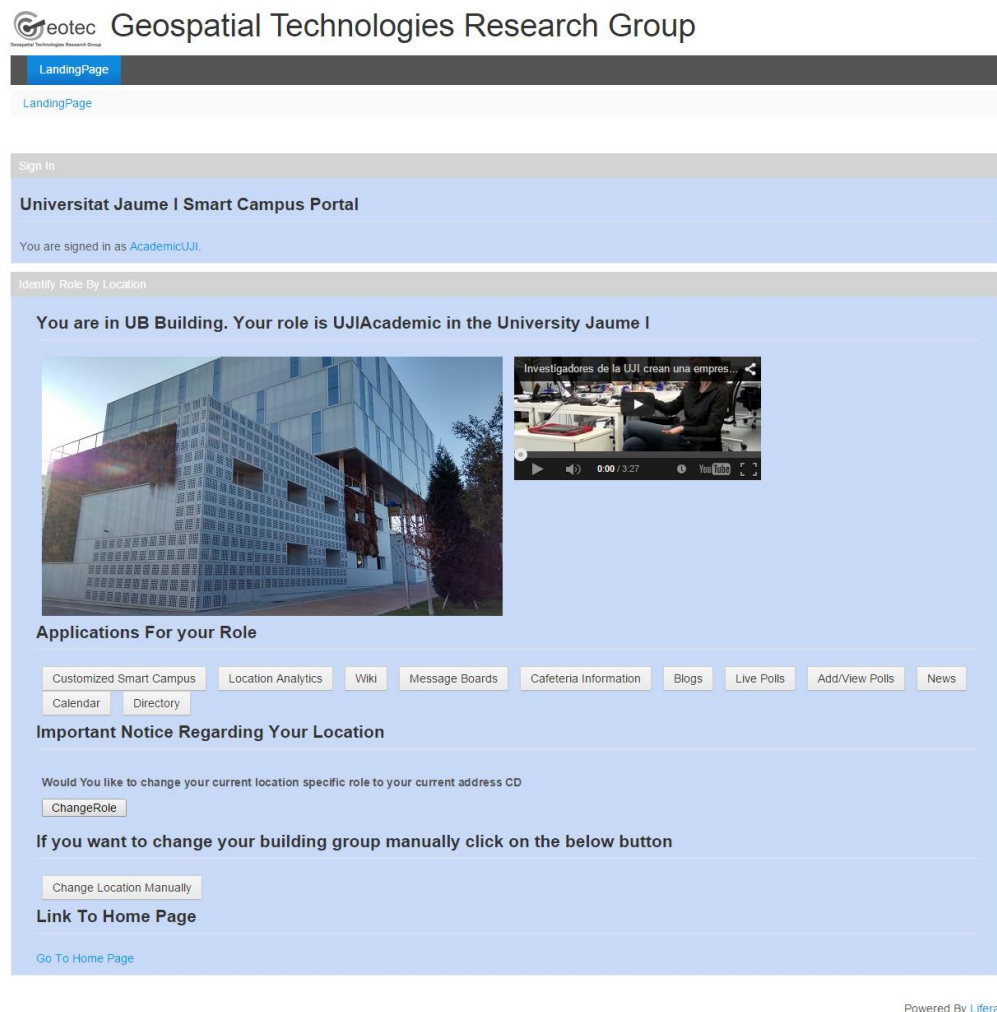 Geotec Geospatial Technologies Research Group
Geospatial Technologies Research Group
LandingPage
LandingPage
Sign In
Universitat Jaume I Smart Campus Portal
You are signed in as AcademicUJI.
Identify Role By Location
You are in UB Building. Your role is UJIAcademic in the University Jaume I
Investigadores de la UJI crean una empres...
0:00 / 3:27 YouTube
Applications For your Role
Customized Smart Campus Location Analytics Wiki Message Boards Cafeteria Information Blogs Live Polls Add/View Polls News
Calendar Directory
Important Notice Regarding Your Location
Would You like to change your current location specific role to your current address CD
ChangeRole
If you want to change your building group manually click on the below button
Change Location Manually
Link To Home Page
Go To Home Page
Powered By Lifera